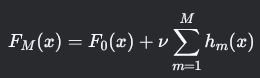 F_M(x) = F_0(x) + ν ∑_{m=1}^{M} h_m(x)